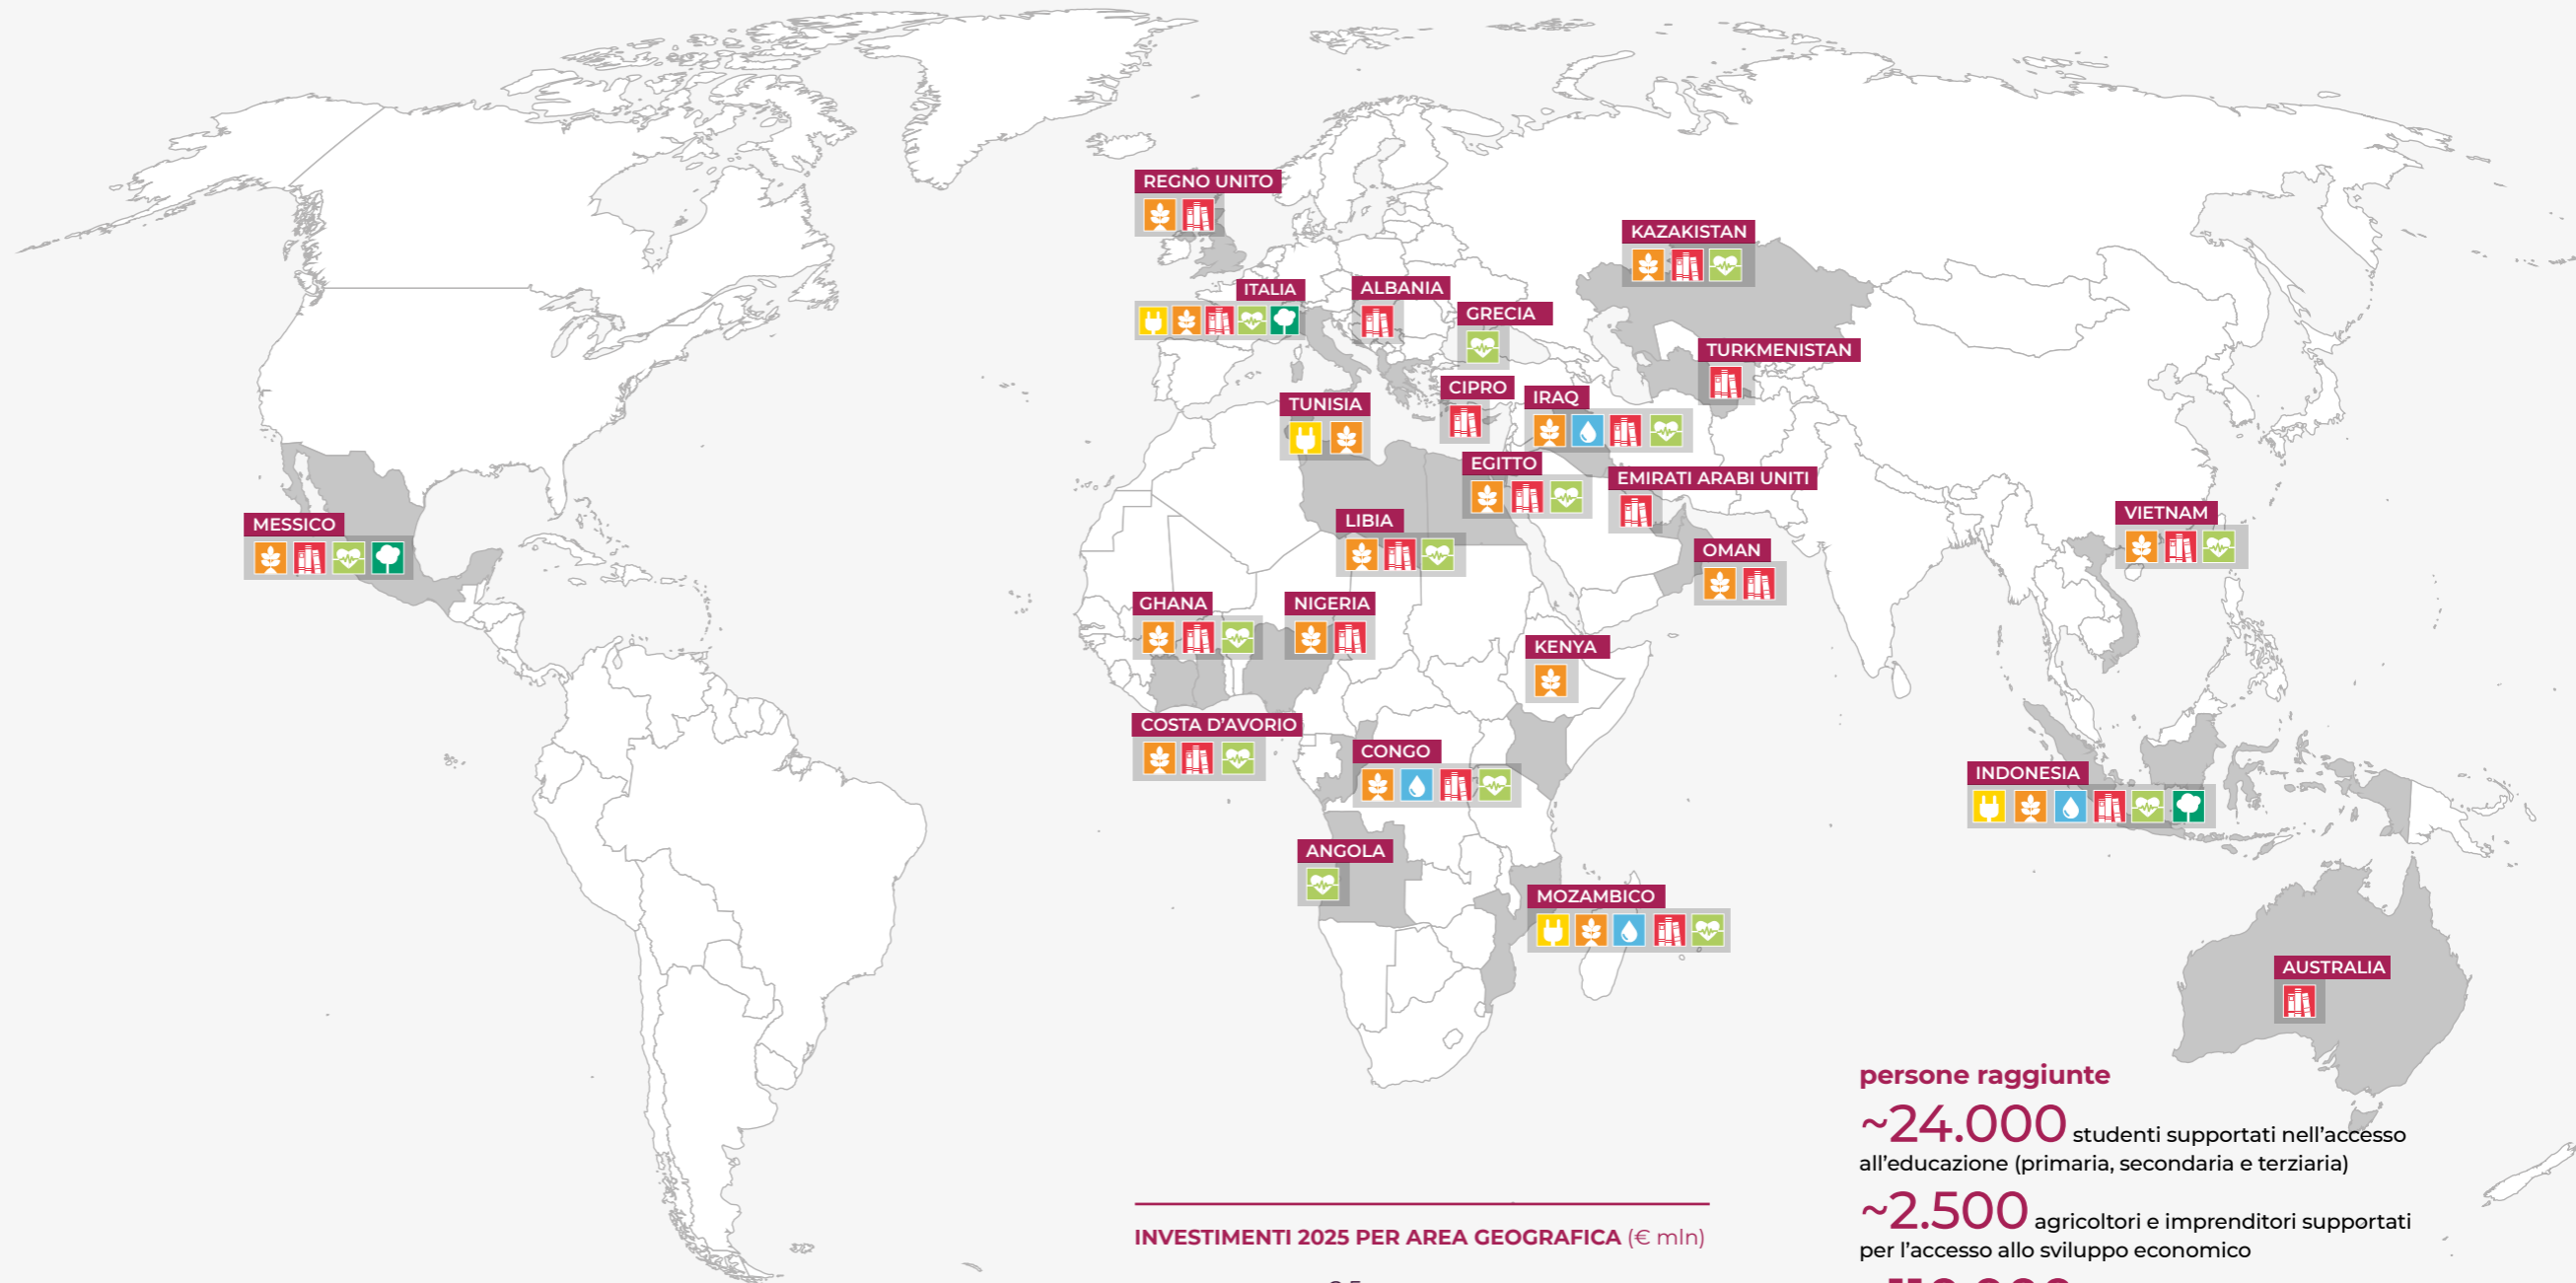 REGNO UNITO
KAZAKISTAN
ITALIA
ALBANIA
GRECIA
TURKMENISTAN
CIPRO
IRAQ
TUNISIA
EGITTO
EMIRATI ARABI UNITI
MESSICO
LIBIA
VIETNAM
OMAN
GHANA
NIGERIA
KENYA
COSTA D’AVORIO
CONGO
INDONESIA
ANGOLA
MOZAMBICO
AUSTRALIA
persone raggiunte
~24.000 studenti supportati nell’accesso
all’educazione (primaria, secondaria e terziaria)
~2.500 agricoltori e imprenditori supportati
per l’accesso allo sviluppo economico
INVESTIMENTI 2025 PER AREA GEOGRAFICA (€ mln)